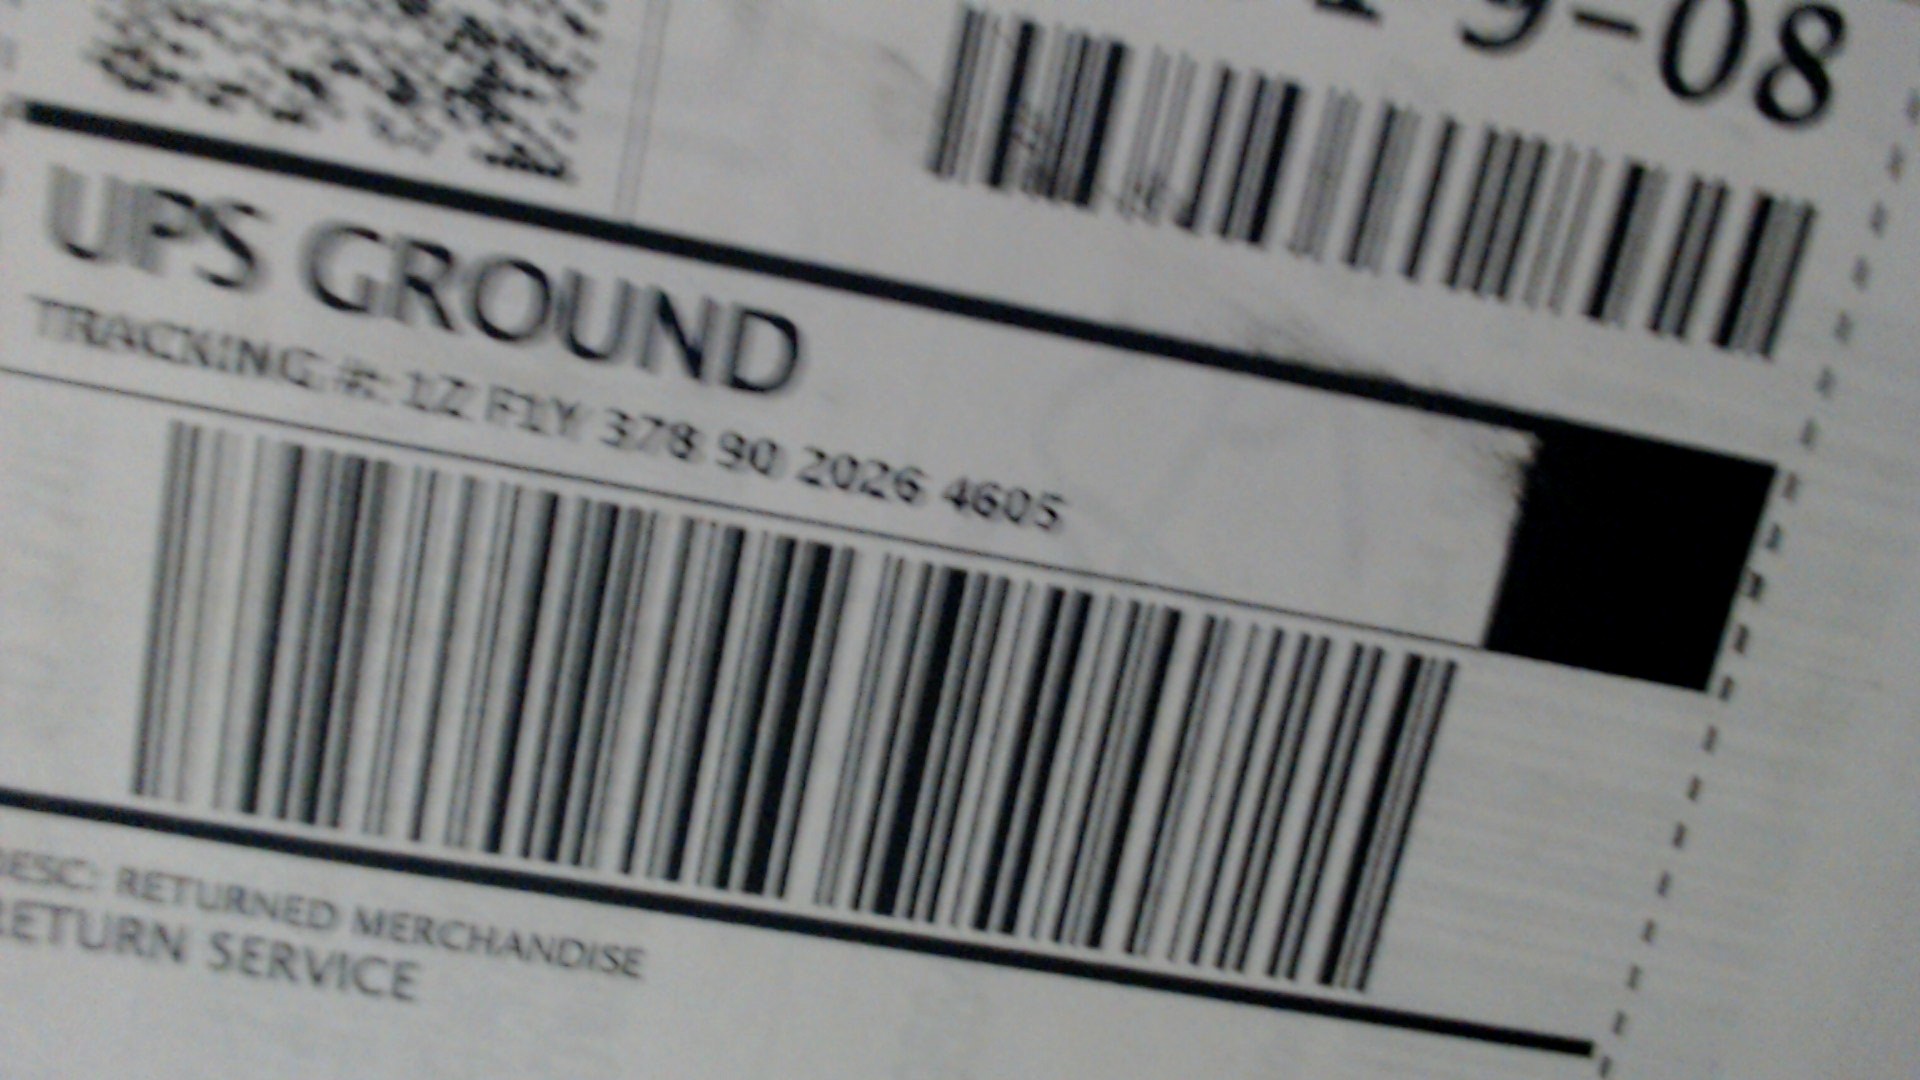 9-08
UPS GROUND
TRACKING #: 1Z F1Y 378 90 2026 4605
DESC: RETURNED MERCHANDISE
RETURN SERVICE